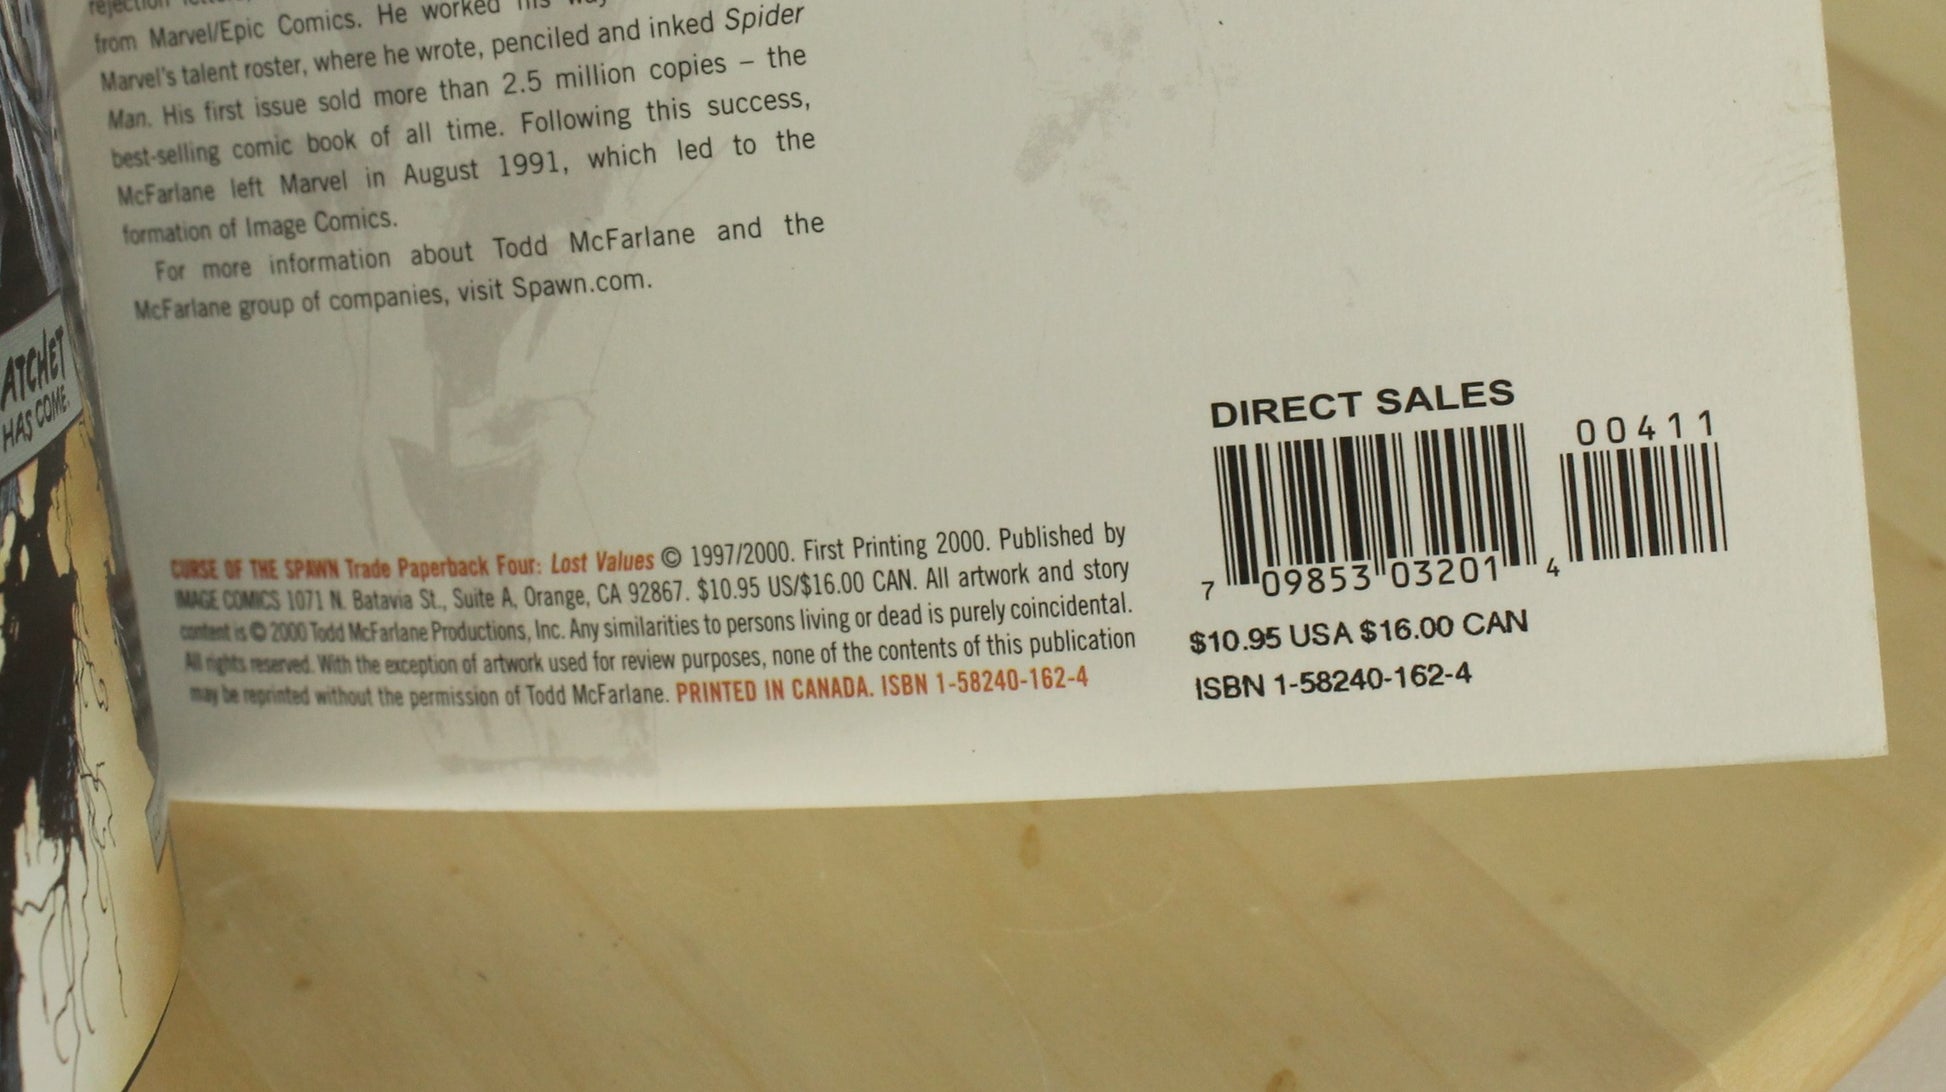 from Marvel/Epic Comics. He worked his
Marvel's talent roster, where he wrote, penciled and inked Spider
Man. His first issue sold more than 2.5 million copies – the
best-selling comic book of all time. Following this success,
McFarlane left Marvel in August 1991, which led to the
formation of Image Comics.
For more information about Todd McFarlane and the
McFarlane group of companies, visit Spawn.com.
ATCHET
HAS COME.
CURSE OF THE SPAWN Trade Paperback Four: Lost Values © 1997/2000. First Printing 2000. Published by
IMAGE COMICS 1071 N. Batavia St., Suite A, Orange, CA 92867. $10.95 US/$16.00 CAN. All artwork and story
content is © 2000 Todd McFarlane Productions, Inc. Any similarities to persons living or dead is purely coincidental.
All rights reserved. With the exception of artwork used for review purposes, none of the contents of this publication
may be reprinted without the permission of Todd McFarlane. PRINTED IN CANADA. ISBN 1-58240-162-4
DIRECT SALES
00411
7 09853 03201 4
$10.95 USA $16.00 CAN
ISBN 1-58240-162-4